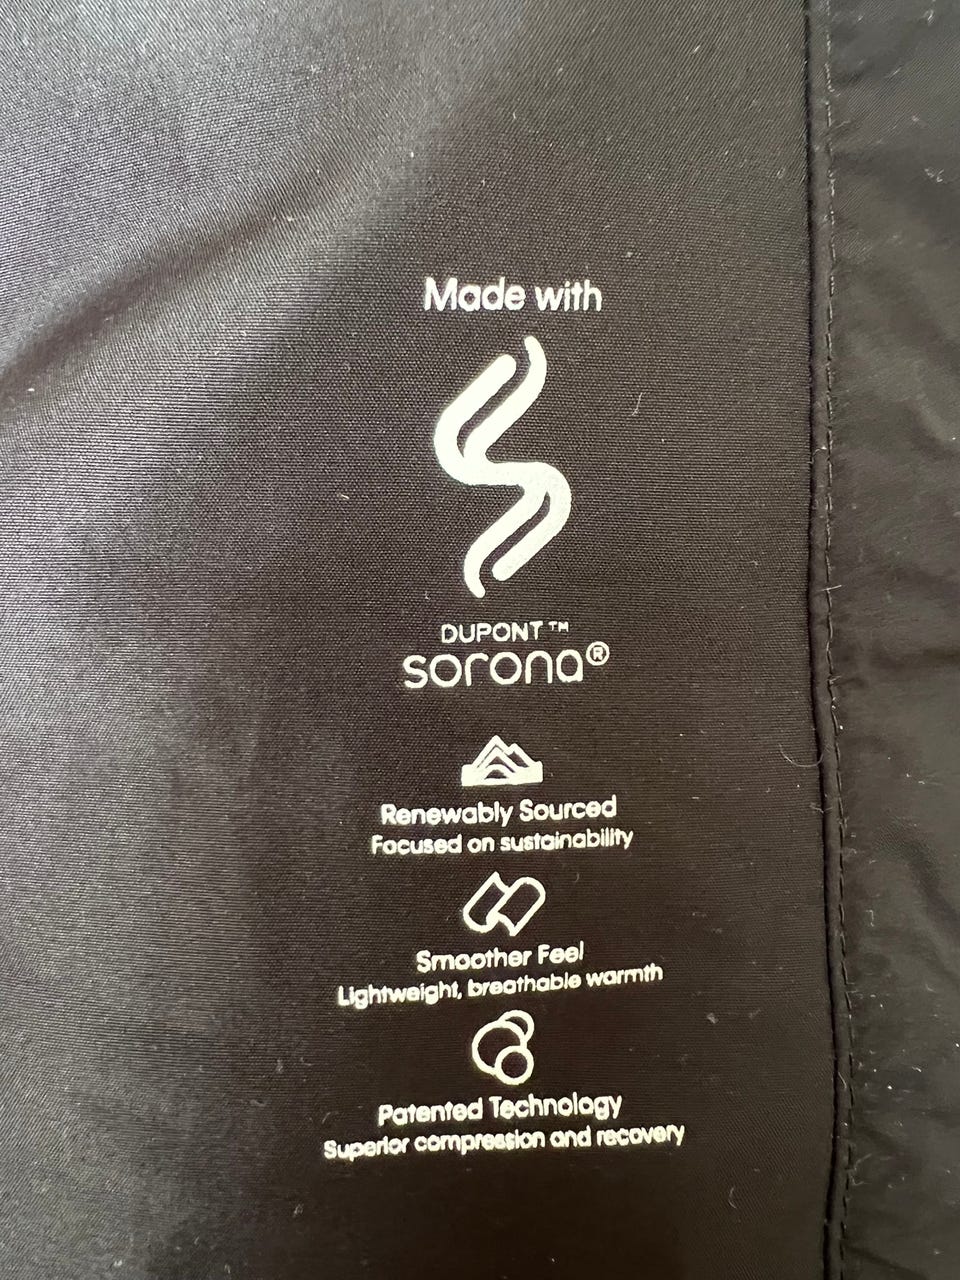 Made with
DUPONT™
sorona®
Renewably Sourced
Focused on sustainability
Smoother Feel
Lightweight, breathable warmth
Patented Technology
Superior compression and recovery